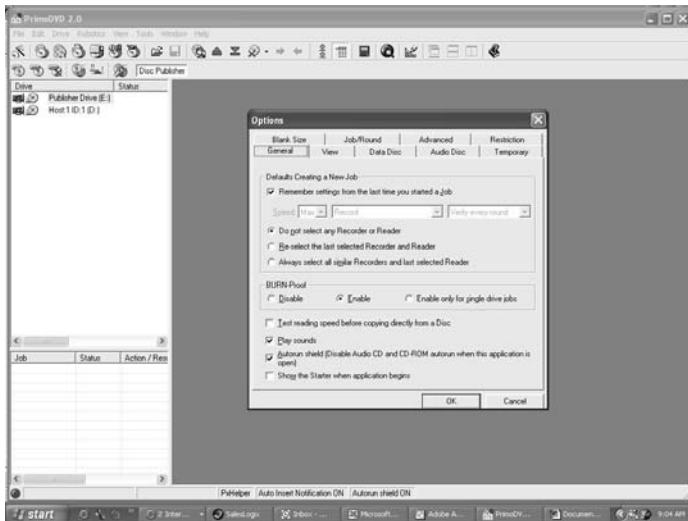 PrimoDVD 2.0
File Edit Drive Robotics View Tools Window Help
Disc Publisher
Drive Status
Publisher Drive (E:)
Host:1 ID:1 (D:)
Options
Blank Size Job/Round Advanced Restriction
General View Data Disc Audio Disc Temporary
Defaults Creating a New Job
Remember settings from the last time you started a Job
Speed: Max Record Verify every round
Do not select any Recorder or Reader
Re-select the last selected Recorder and Reader
Always select all similar Recorders and last selected Reader
BURN-Proof
Disable Enable Enable only for single drive jobs
Test reading speed before copying directly from a Disc
Play sounds
Autorun shield (Disable Audio CD and CD-ROM autorun when this application is
open)
Show the Starter when application begins
OK Cancel
Job Status Action / Res
PxHelper Auto Insert Notification ON Autorun shield ON
start 2 Inter... SalesLogix Inbox - ... Microsoft... Adobe A... PrimoDV... Documen... 9:04 AM